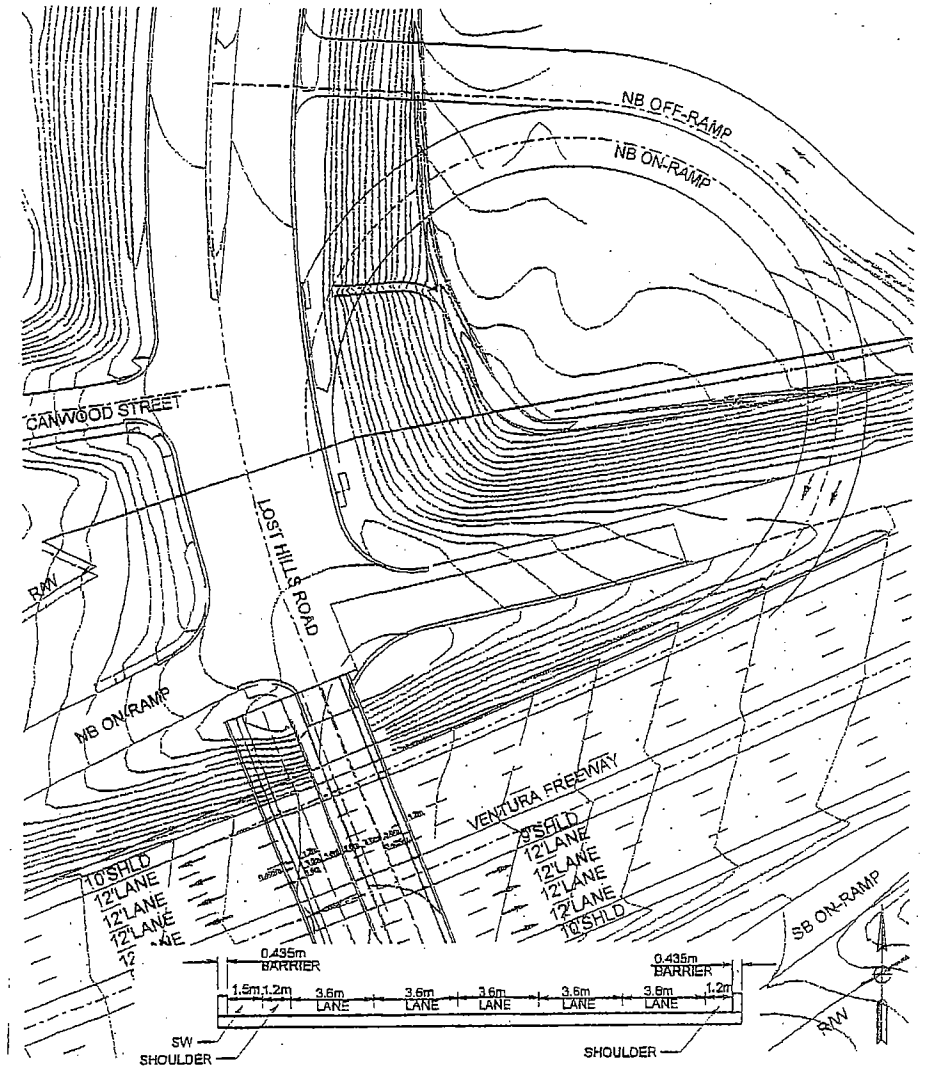 NB OFF-RAMP
NB ON-RAMP
CANWOOD STREET
LOST HILLS ROAD
R/W
NB ON-RAMP
VENTURA FREEWAY
10'SHLD
12'LANE
12'LANE
12'LANE
9'SHLD
12'LANE
12'LANE
12'LANE
12'LANE
10'SHLD
SB ON-RAMP
R/W
0.435m
BARRIER
0.435m
BARRIER
1.5m 1.2m 3.6m 3.6m 3.6m 3.6m 3.6m 1.2m
LANE LANE LANE LANE LANE
SW
SHOULDER
SHOULDER